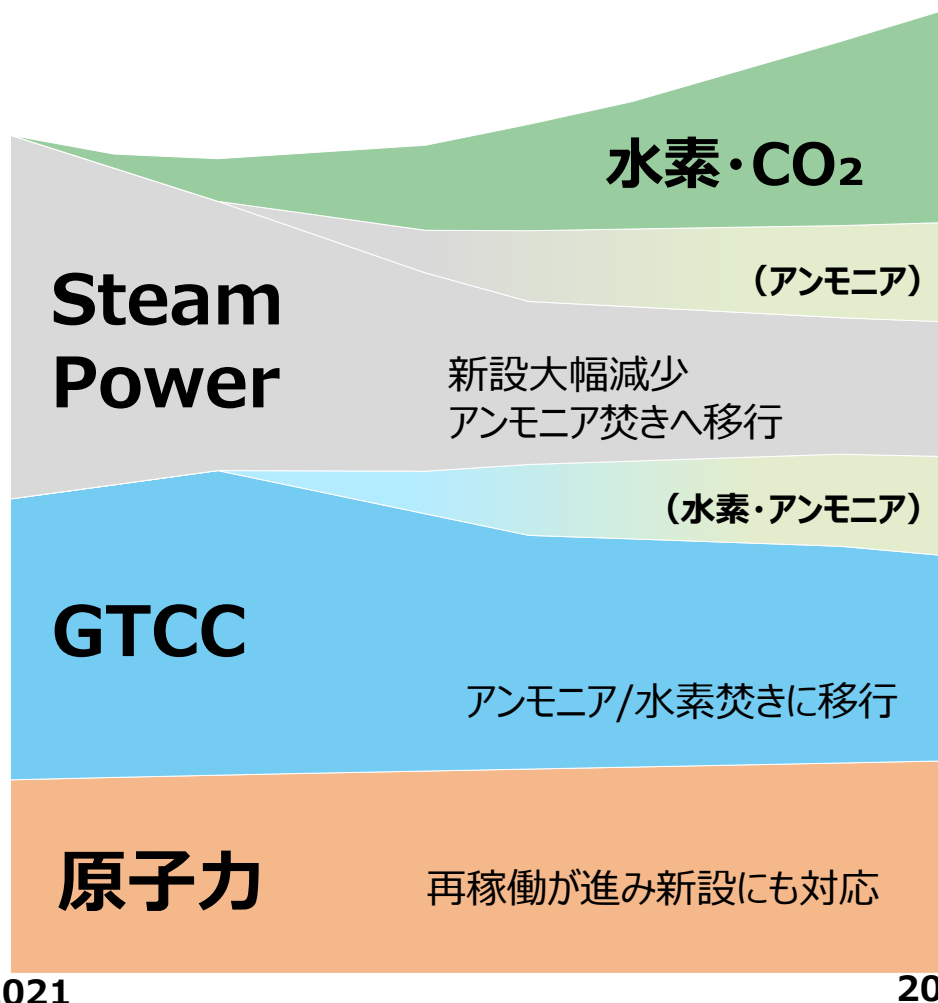 水素・CO₂
（アンモニア）
Steam
Power
新設大幅減少
アンモニア焚きへ移行
（水素・アンモニア）
GTCC
アンモニア/水素焚きに移行
原子力
再稼働が進み新設にも対応
021
20